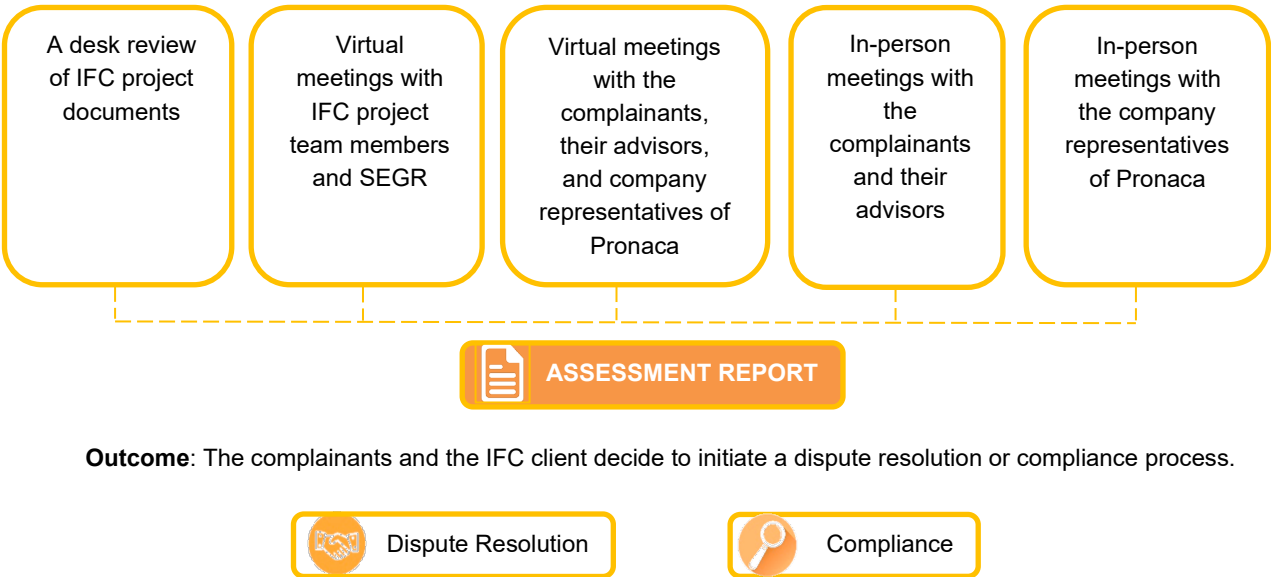 A desk review
of IFC project
documents
Virtual
meetings with
IFC project
team members
and SEGR
Virtual meetings
with the
complainants,
their advisors,
and company
representatives of
Pronaca
In-person
meetings with
the
complainants
and their
advisors
In-person
meetings with
the company
representatives
of Pronaca
ASSESSMENT REPORT
Outcome: The complainants and the IFC client decide to initiate a dispute resolution or compliance process.
Dispute Resolution
Compliance